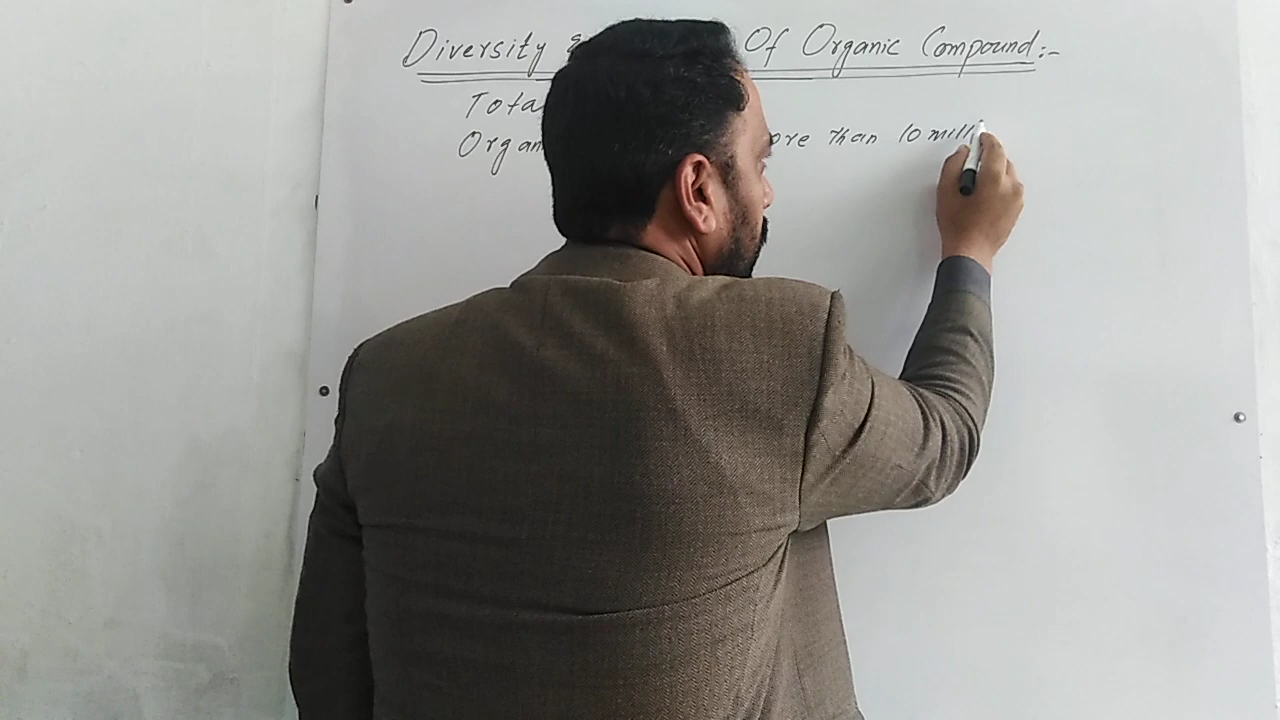 Diversity & Of Organic Compound:-
Tota
Organ ore than 10 milli